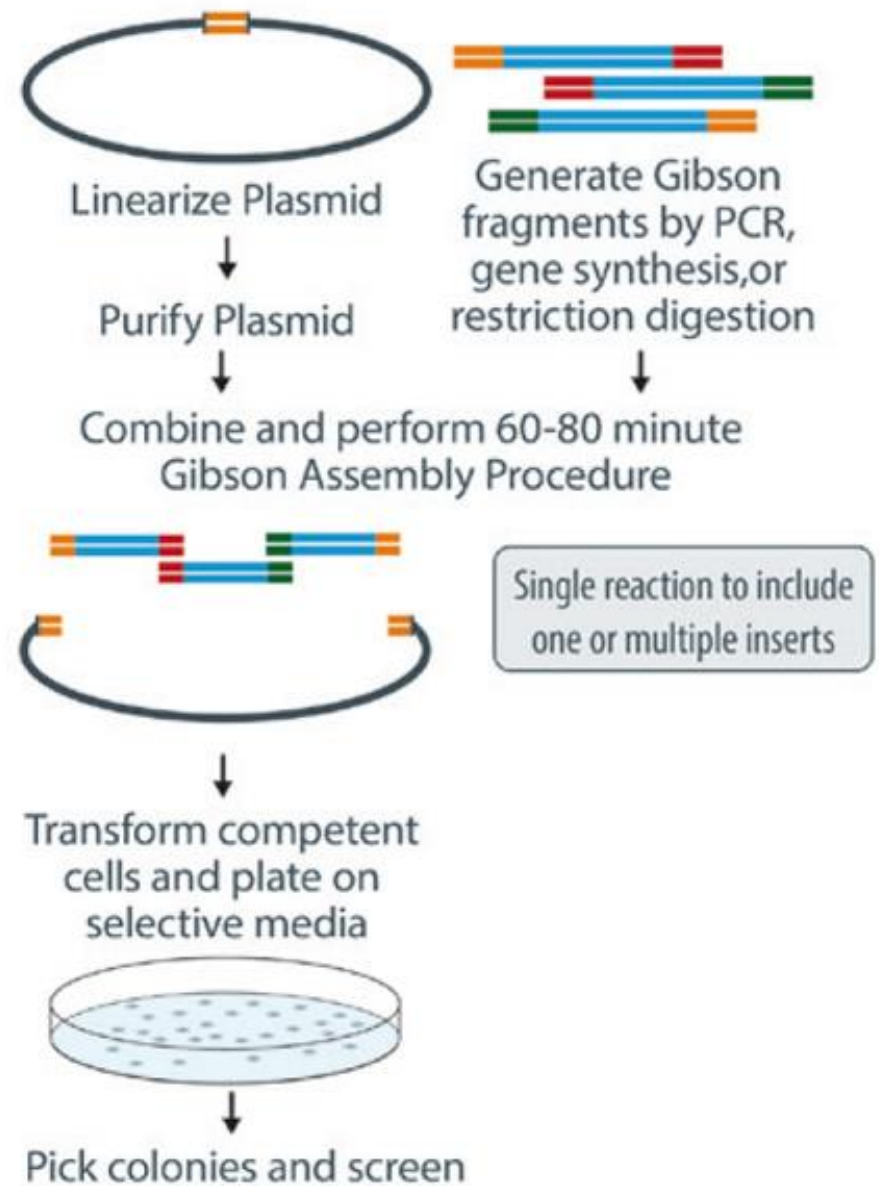 Linearize Plasmid
Purify Plasmid
Generate Gibson
fragments by PCR,
gene synthesis,or
restriction digestion
Combine and perform 60-80 minute
Gibson Assembly Procedure
Single reaction to include
one or multiple inserts
Transform competent
cells and plate on
selective media
Pick colonies and screen